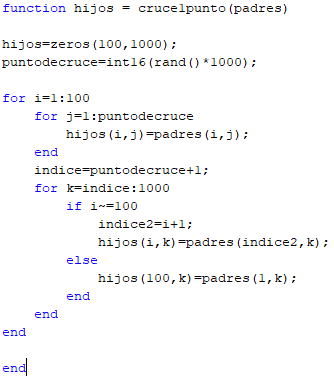 function hijos = cruce1punto(padres)
hijos=zeros(100,1000);
puntodecruce=int16(rand()*1000);
for i=1:100
for j=1:puntodecruce
hijos(i,j)=padres(i,j);
end
indice=puntodecruce+1;
for k=indice:1000
if i~=100
indice2=i+1;
hijos(i,k)=padres(indice2,k);
else
hijos(100,k)=padres(1,k);
end
end
end
end